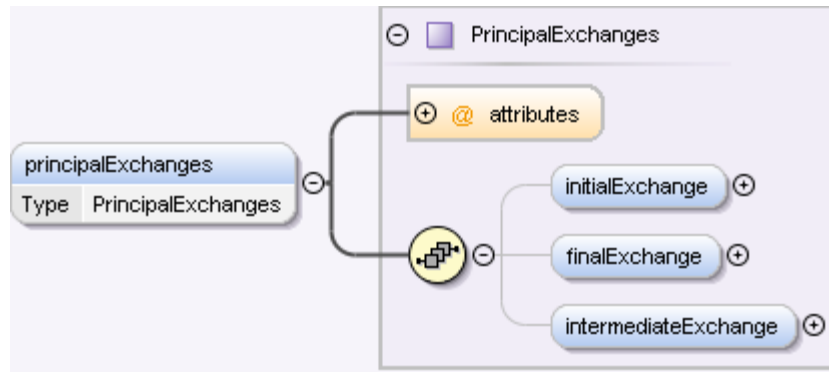 PrincipalExchanges
@ attributes
principalExchanges
Type PrincipalExchanges
initialExchange
finalExchange
intermediateExchange